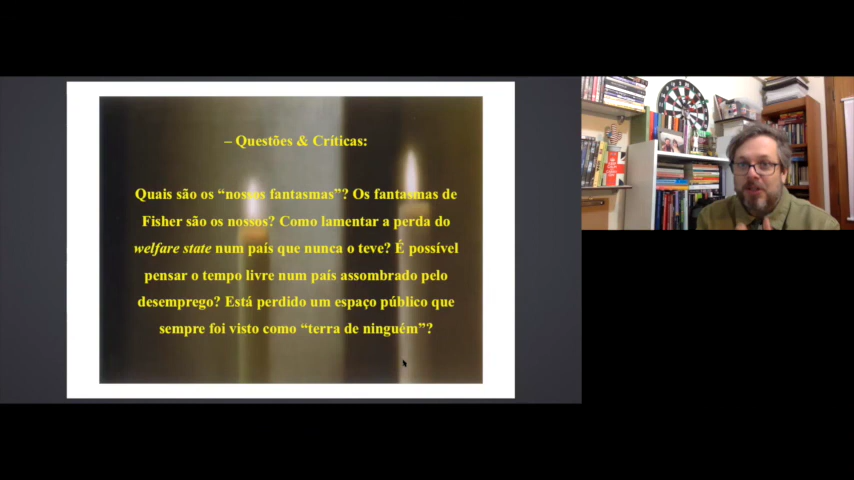 – Questões & Críticas:
Quais são os “nossos fantasmas”? Os fantasmas de
Fisher são os nossos? Como lamentar a perda do
welfare state num país que nunca o teve? É possível
pensar o tempo livre num país assombrado pelo
desemprego? Está perdido um espaço público que
sempre foi visto como “terra de ninguém”?